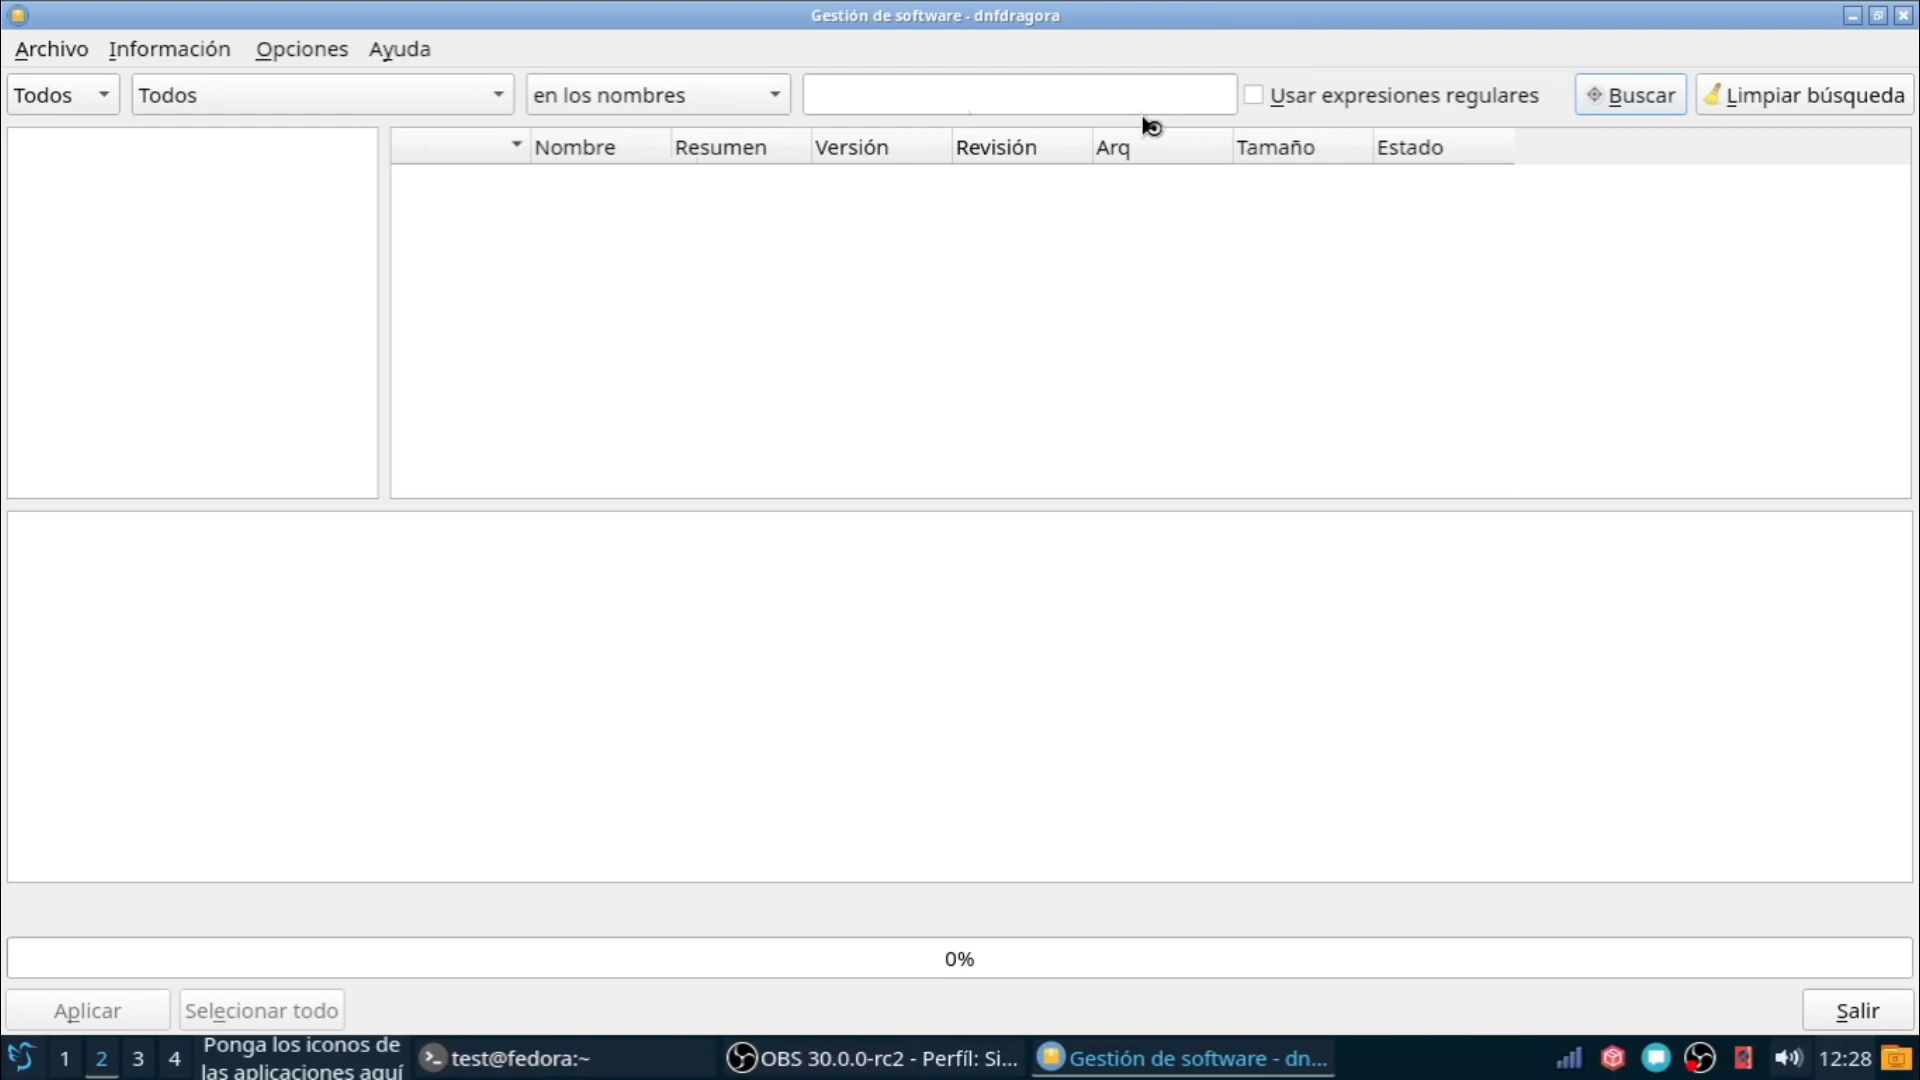 Gestión de software - dnfdragora
Archivo Información Opciones Ayuda
Todos Todos en los nombres Usar expresiones regulares Buscar Limpiar búsqueda
Nombre Resumen Versión Revisión Arq Tamaño Estado
0%
Aplicar Selecionar todo Salir
1 2 3 4 Ponga los iconos de
las aplicaciones aquí
test@fedora:~ OBS 30.0.0-rc2 - Perfíl: Si... Gestión de software - dn... 12:28